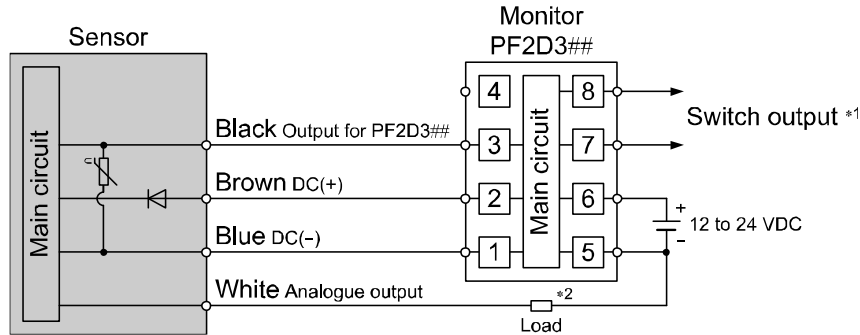 Monitor
PF2D3##
Sensor
Main circuit
Black Output for PF2D3##
Brown DC(+)
Blue DC(−)
White Analogue output
4
3
2
1
Main circuit
8
7
6
5
Switch output *1
+
12 to 24 VDC
−
*2
Load